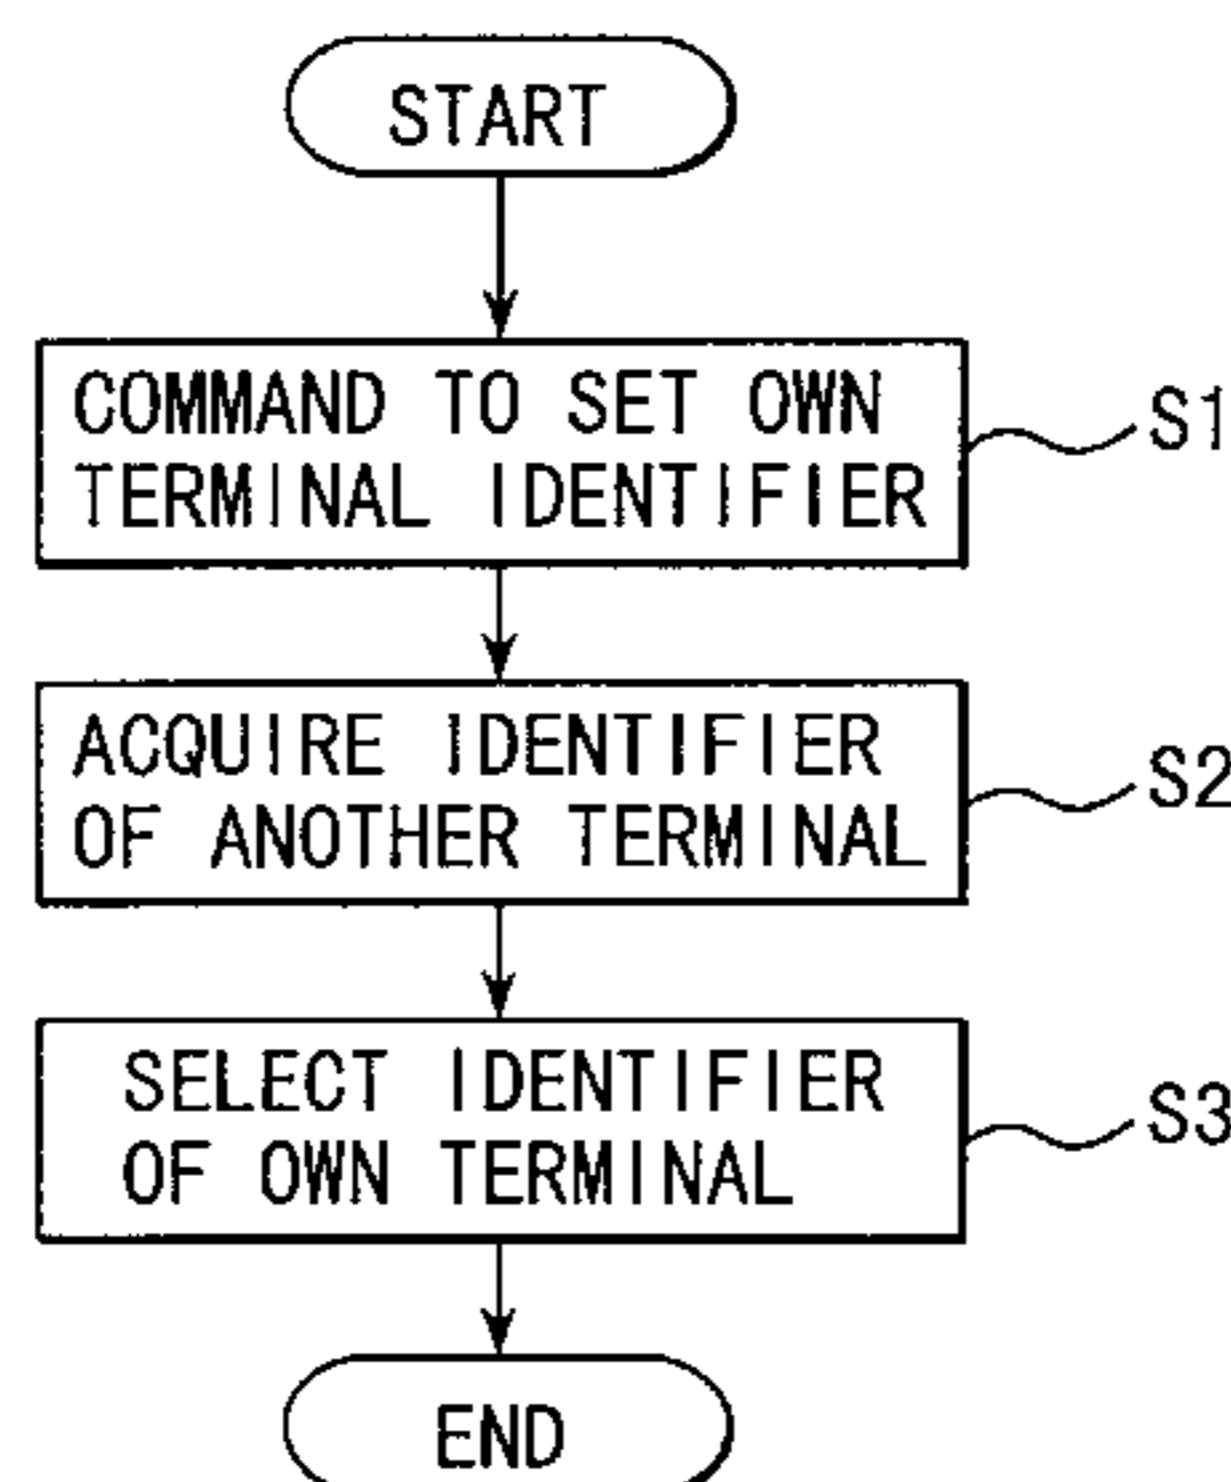 START
COMMAND TO SET OWN
TERMINAL IDENTIFIER
S1
ACQUIRE IDENTIFIER
OF ANOTHER TERMINAL
S2
SELECT IDENTIFIER
OF OWN TERMINAL
S3
END